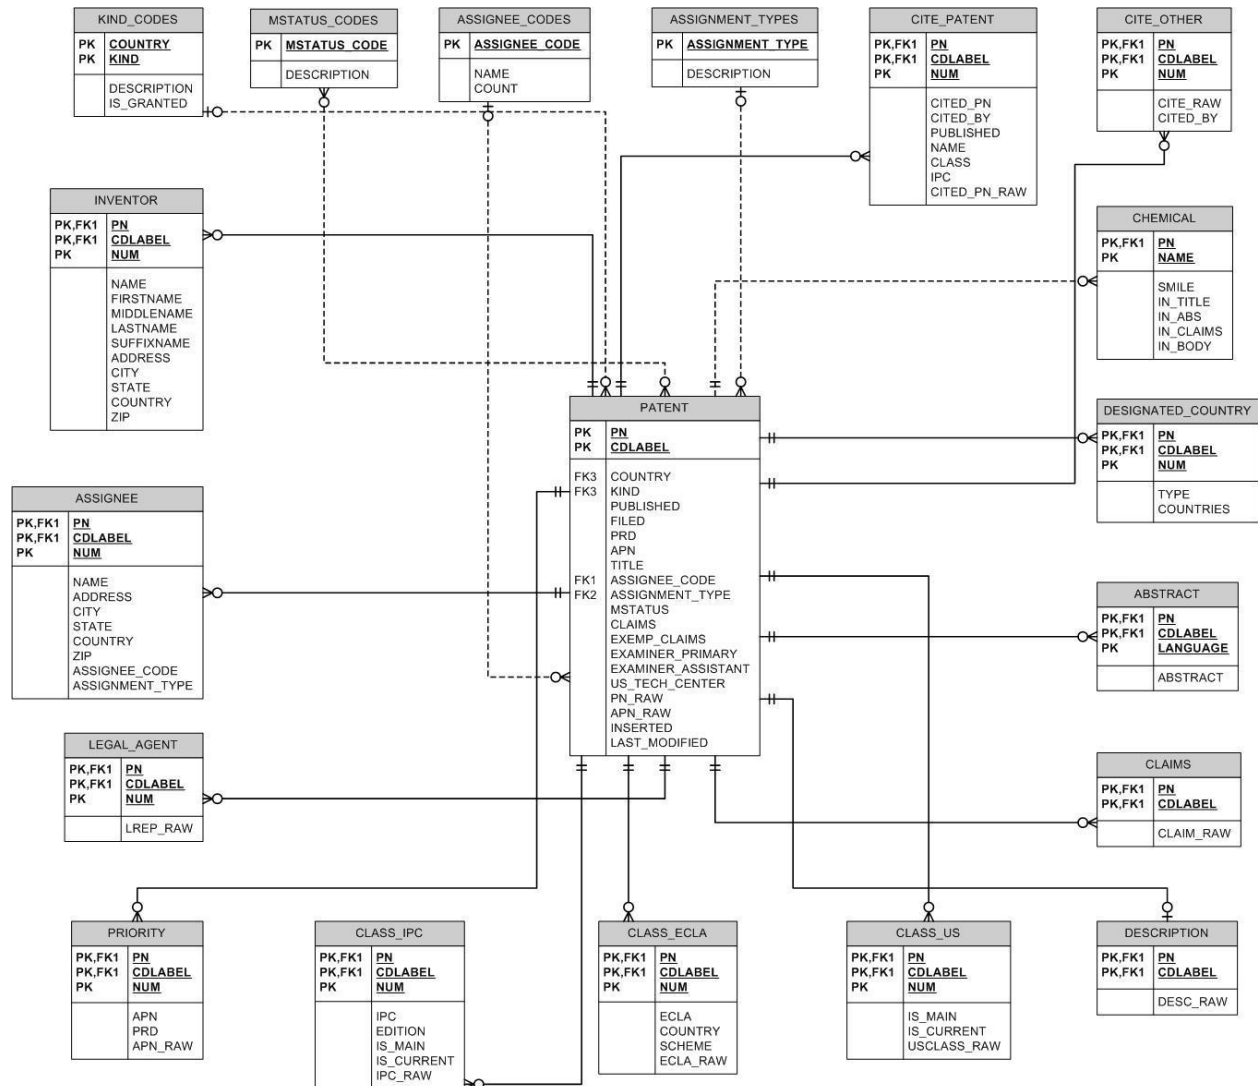 KIND_CODES
PK COUNTRY
PK KIND
DESCRIPTION
IS_GRANTED
MSTATUS_CODES
PK MSTATUS_CODE
DESCRIPTION
ASSIGNEE_CODES
PK ASSIGNEE_CODE
NAME
COUNT
ASSIGNMENT_TYPES
PK ASSIGNMENT_TYPE
DESCRIPTION
CITE_PATENT
PK,FK1 PN
PK,FK1 CDLABEL
PK NUM
CITED_PN
CITED_BY
PUBLISHED
NAME
CLASS
IPC
CITED_PN_RAW
CITE_OTHER
PK,FK1 PN
PK,FK1 CDLABEL
PK NUM
CITE_RAW
CITED_BY
INVENTOR
PK,FK1 PN
PK,FK1 CDLABEL
PK NUM
NAME
FIRSTNAME
MIDDLENAME
LASTNAME
SUFFIXNAME
ADDRESS
CITY
STATE
COUNTRY
ZIP
CHEMICAL
PK,FK1 PN
PK NAME
SMILE
IN_TITLE
IN_ABS
IN_CLAIMS
IN_BODY
PATENT
PK PN
PK CDLABEL
FK3 COUNTRY
FK3 KIND
PUBLISHED
FILED
PRD
APN
TITLE
FK1 ASSIGNEE_CODE
FK2 ASSIGNMENT_TYPE
MSTATUS
CLAIMS
EXEMP_CLAIMS
EXAMINER_PRIMARY
EXAMINER_ASSISTANT
US_TECH_CENTER
PN_RAW
APN_RAW
INSERTED
LAST_MODIFIED
DESIGNATED_COUNTRY
PK,FK1 PN
PK,FK1 CDLABEL
PK NUM
TYPE
COUNTRIES
ASSIGNEE
PK,FK1 PN
PK,FK1 CDLABEL
PK NUM
NAME
ADDRESS
CITY
STATE
COUNTRY
ZIP
ASSIGNEE_CODE
ASSIGNMENT_TYPE
ABSTRACT
PK,FK1 PN
PK,FK1 CDLABEL
PK LANGUAGE
ABSTRACT
LEGAL_AGENT
PK,FK1 PN
PK,FK1 CDLABEL
PK NUM
LREP_RAW
CLAIMS
PK,FK1 PN
PK,FK1 CDLABEL
CLAIM_RAW
PRIORITY
PK,FK1 PN
PK,FK1 CDLABEL
PK NUM
APN
PRD
APN_RAW
CLASS_IPC
PK,FK1 PN
PK,FK1 CDLABEL
PK NUM
IPC
EDITION
IS_MAIN
IS_CURRENT
IPC_RAW
CLASS_ECLA
PK,FK1 PN
PK,FK1 CDLABEL
PK NUM
ECLA
COUNTRY
SCHEME
ECLA_RAW
CLASS_US
PK,FK1 PN
PK,FK1 CDLABEL
PK NUM
IS_MAIN
IS_CURRENT
USCLASS_RAW
DESCRIPTION
PK,FK1 PN
PK,FK1 CDLABEL
DESC_RAW